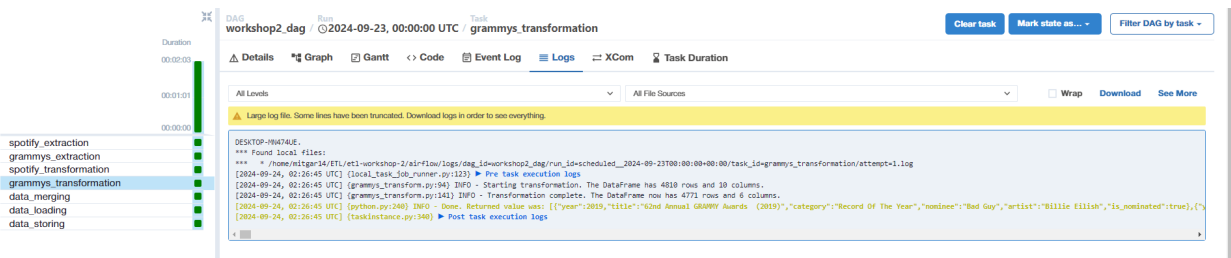 DAG
workshop2_dag / 2024-09-23, 00:00:00 UTC / grammys_transformation
Run
Task
Clear task
Mark state as...
Filter DAG by task
Duration
00:02:03
00:01:01
00:00:00
Details
Graph
Gantt
Code
Event Log
Logs
XCom
Task Duration
All Levels
All File Sources
Wrap
Download
See More
Large log file. Some lines have been truncated. Download logs in order to see everything.
spotify_extraction
grammys_extraction
spotify_transformation
grammys_transformation
data_merging
data_loading
data_storing
DESKTOP-MN474UE.
*** Found local files:
***   * /home/mitgar14/ETL/etl-workshop-2/airflow/logs/dag_id=workshop2_dag/run_id=scheduled__2024-09-23T00:00:00+00:00/task_id=grammys_transformation/attempt=1.log
[2024-09-24, 02:26:45 UTC] {local_task_job_runner.py:123} ▶ Pre task execution logs
[2024-09-24, 02:26:45 UTC] {grammys_transform.py:94} INFO - Starting transformation. The DataFrame has 4810 rows and 10 columns.
[2024-09-24, 02:26:45 UTC] {grammys_transform.py:141} INFO - Transformation complete. The DataFrame now has 4771 rows and 6 columns.
[2024-09-24, 02:26:45 UTC] {python.py:240} INFO - Done. Returned value was: [{"year":2019,"title":"62nd Annual GRAMMY Awards  (2019)","category":"Record Of The Year","nominee":"Bad Guy","artist":"Billie Eilish","is_nominated":true},{"y
[2024-09-24, 02:26:45 UTC] {taskinstance.py:340} ▶ Post task execution logs